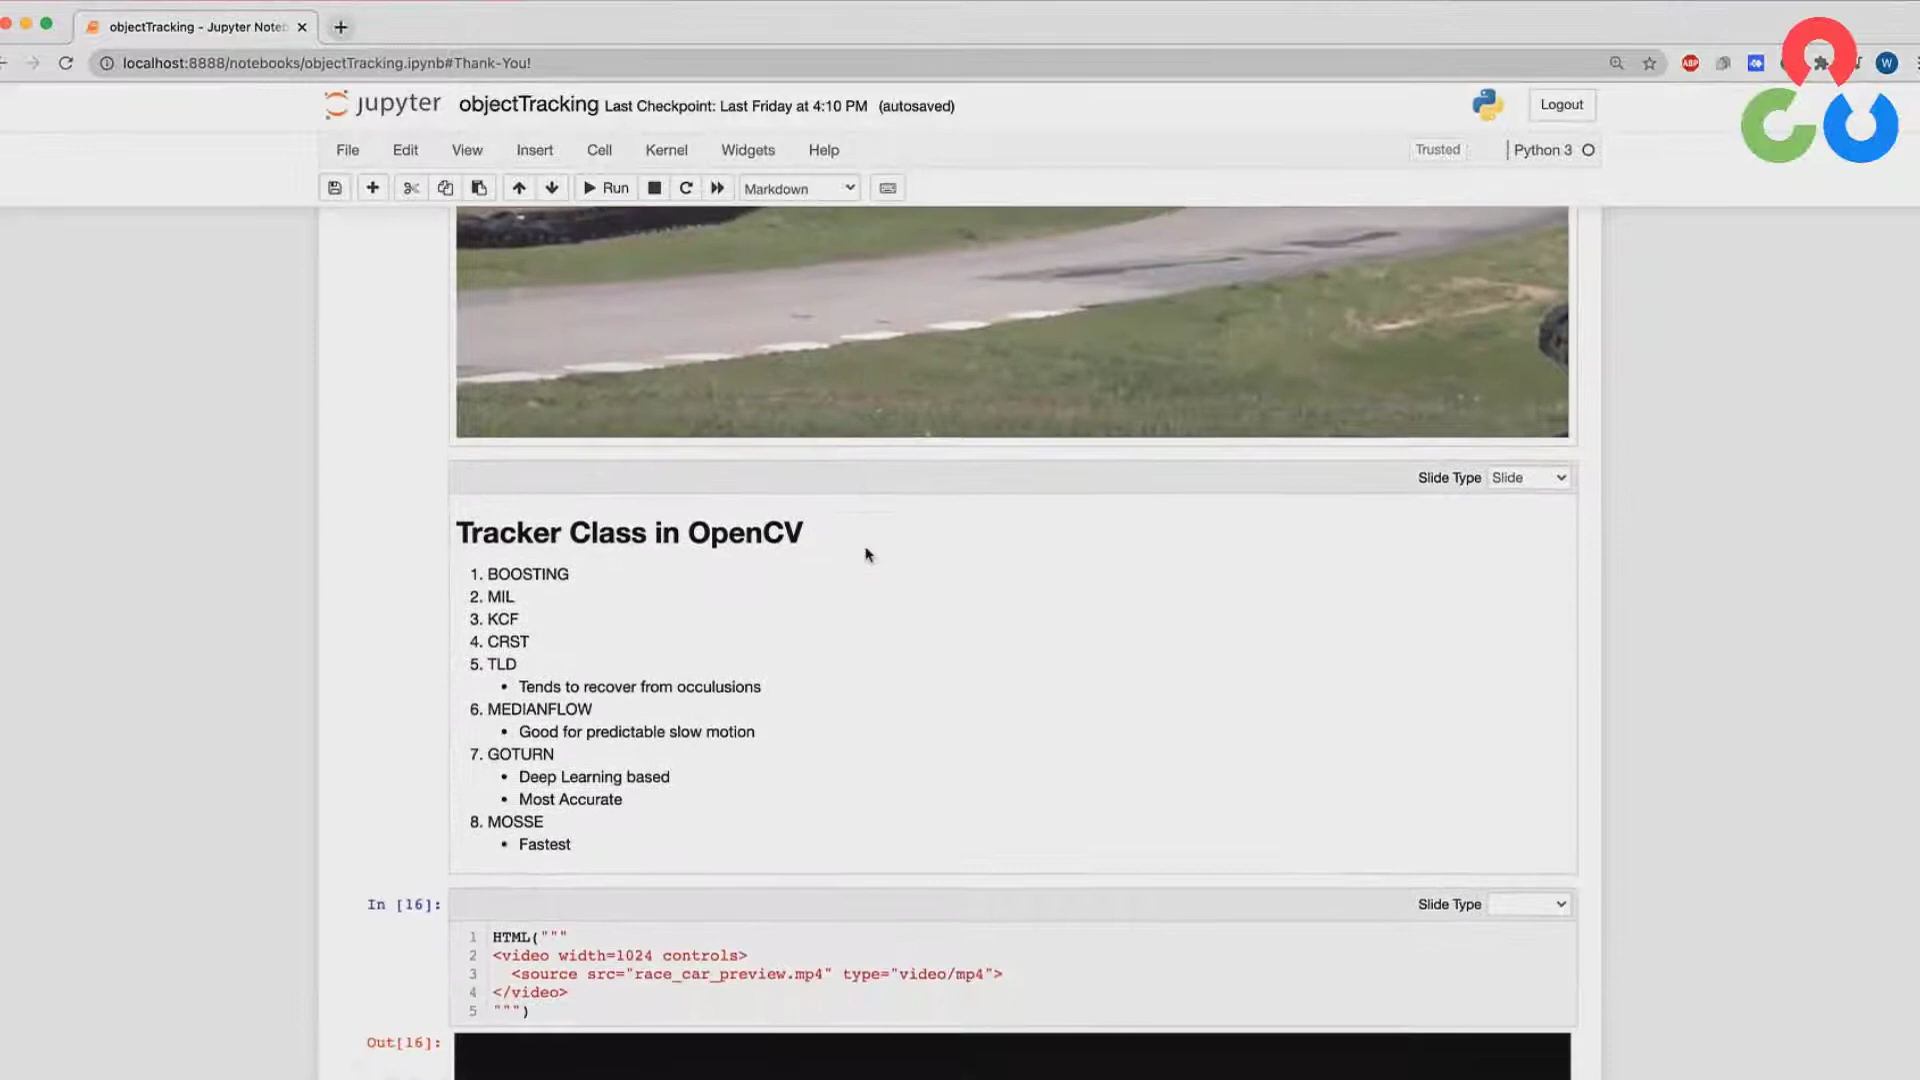 objectTracking - Jupyter Note
localhost:8888/notebooks/objectTracking.ipynb#Thank-You!
ABP
W
jupyter objectTracking Last Checkpoint: Last Friday at 4:10 PM (autosaved)
Logout
File Edit View Insert Cell Kernel Widgets Help
Trusted
Python 3
Run
Markdown
Slide Type Slide
Tracker Class in OpenCV
1. BOOSTING
2. MIL
3. KCF
4. CRST
5. TLD
• Tends to recover from occulusions
6. MEDIANFLOW
• Good for predictable slow motion
7. GOTURN
• Deep Learning based
• Most Accurate
8. MOSSE
• Fastest
In [16]:
Slide Type
1 HTML("""
2 <video width=1024 controls>
3 <source src="race_car_preview.mp4" type="video/mp4">
4 </video>
5 """)
Out[16]: